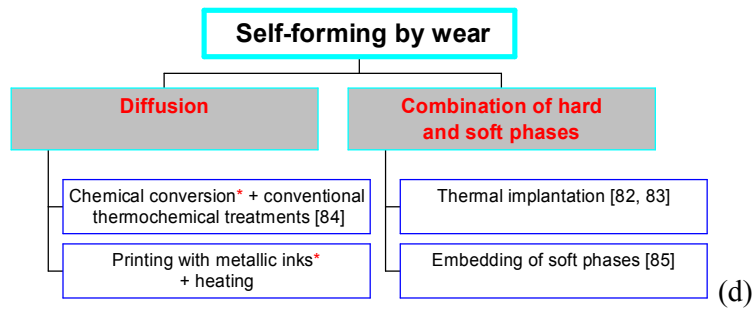 Self-forming by wear
Diffusion
Combination of hard
and soft phases
Chemical conversion* + conventional
thermochemical treatments [84]
Thermal implantation [82, 83]
Printing with metallic inks*
+ heating
Embedding of soft phases [85]
(d)